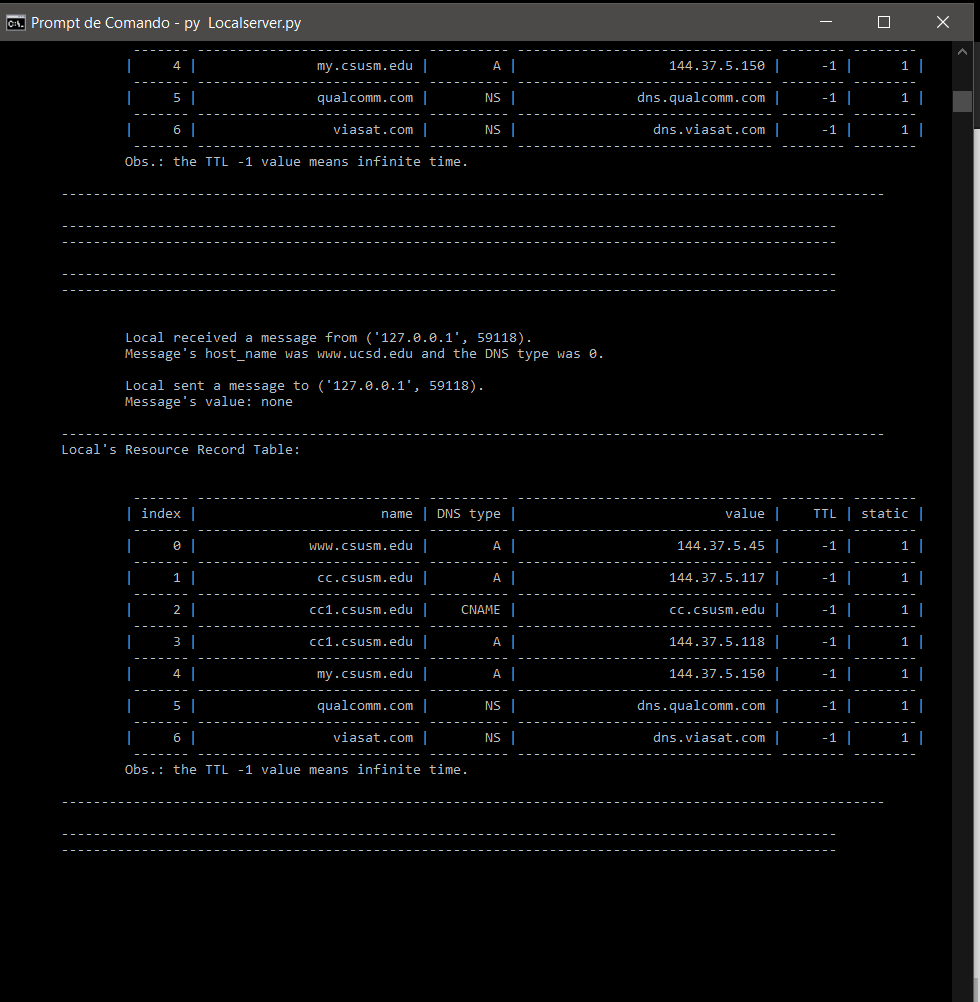 Prompt de Comando - py Localserver.py
| 4 | my.csusm.edu | A | 144.37.5.150 | -1 | 1 |
| 5 | qualcomm.com | NS | dns.qualcomm.com | -1 | 1 |
| 6 | viasat.com | NS | dns.viasat.com | -1 | 1 |
Obs.: the TTL -1 value means infinite time.
Local received a message from ('127.0.0.1', 59118).
Message's host_name was www.ucsd.edu and the DNS type was 0.
Local sent a message to ('127.0.0.1', 59118).
Message's value: none
Local's Resource Record Table:
| index | name | DNS type | value | TTL | static |
| 0 | www.csusm.edu | A | 144.37.5.45 | -1 | 1 |
| 1 | cc.csusm.edu | A | 144.37.5.117 | -1 | 1 |
| 2 | cc1.csusm.edu | CNAME | cc.csusm.edu | -1 | 1 |
| 3 | cc1.csusm.edu | A | 144.37.5.118 | -1 | 1 |
| 4 | my.csusm.edu | A | 144.37.5.150 | -1 | 1 |
| 5 | qualcomm.com | NS | dns.qualcomm.com | -1 | 1 |
| 6 | viasat.com | NS | dns.viasat.com | -1 | 1 |
Obs.: the TTL -1 value means infinite time.